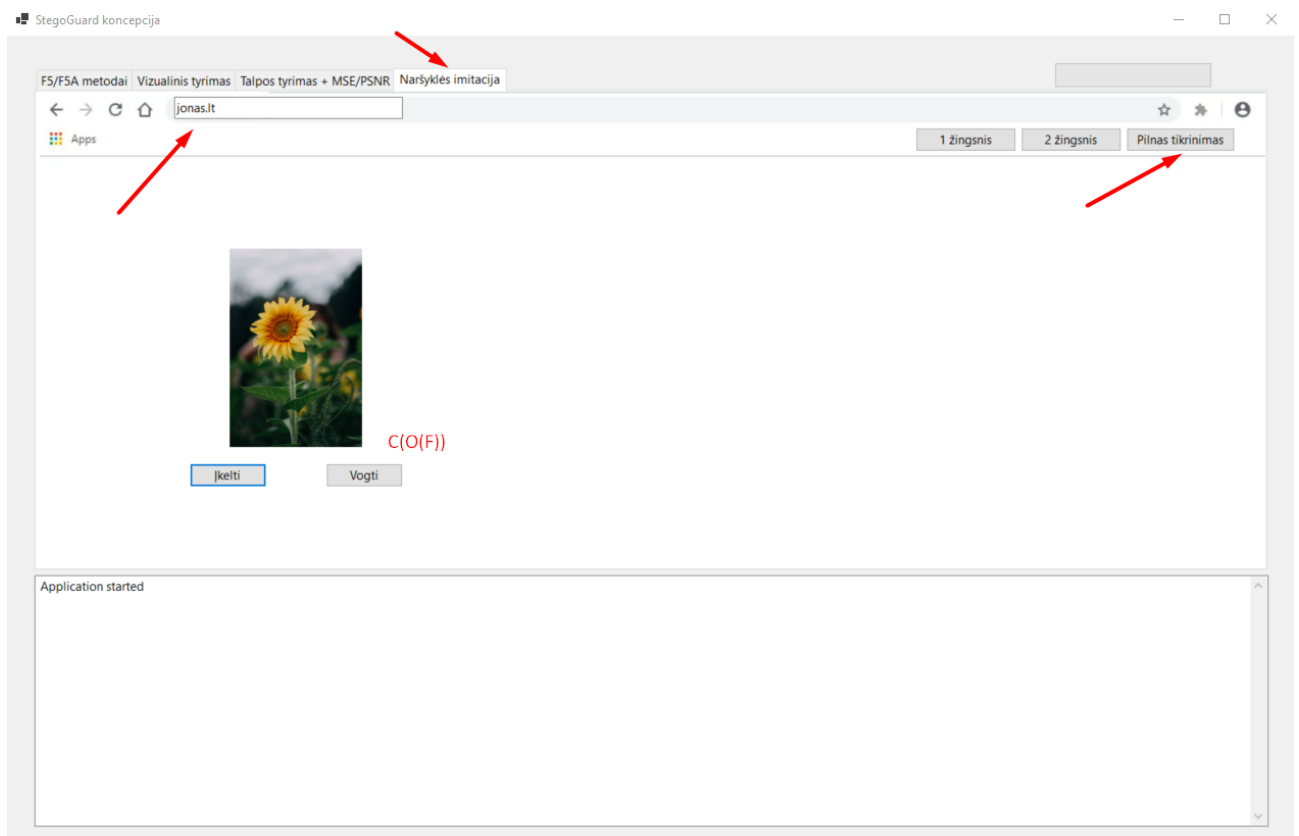 StegoGuard koncepcija
F5/F5A metodai Vizualinis tyrimas Talpos tyrimas + MSE/PSNR Naršyklės imitacija
jonas.lt
Apps 1 žingsnis 2 žingsnis Pilnas tikrinimas
C(O(F))
Įkelti Vogti
Application started